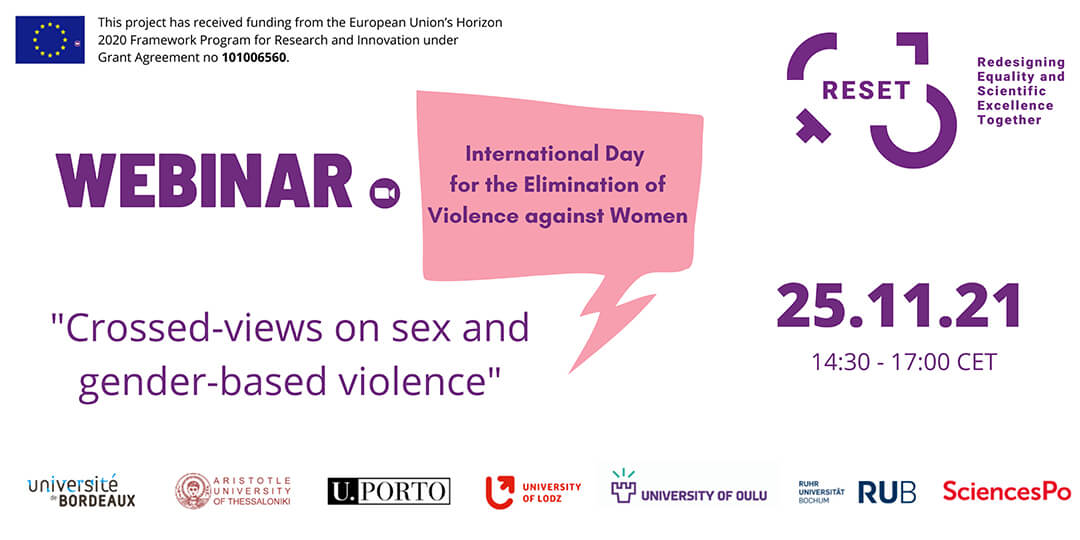 This project has received funding from the European Union's Horizon
2020 Framework Program for Research and Innovation under
Grant Agreement no 101006560.
RESET
Redesigning
Equality and
Scientific
Excellence
Together
WEBINAR
International Day
for the Elimination of
Violence against Women
"Crossed-views on sex and
gender-based violence"
25.11.21
14:30 - 17:00 CET
université
de BORDEAUX
ARISTOTLE
UNIVERSITY
OF THESSALONIKI
U.PORTO
UNIVERSITY
OF LODZ
UNIVERSITY OF OULU
RUHR
UNIVERSITÄT
BOCHUM
RUB
SciencesPo